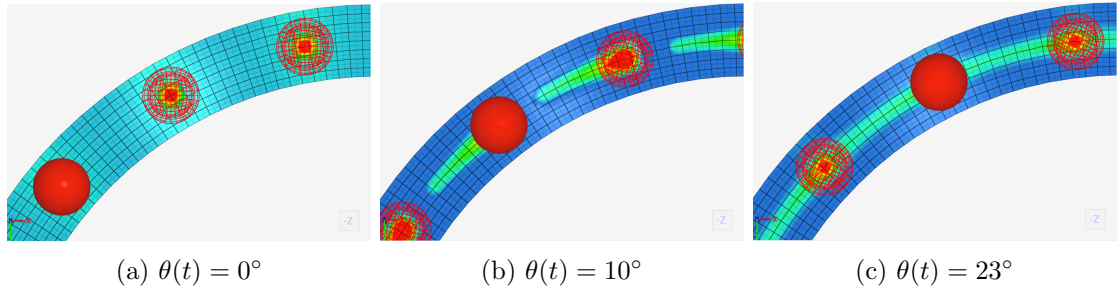 x
-Z
-Z
x
-Z
(a) θ(t) = 0°
(b) θ(t) = 10°
(c) θ(t) = 23°